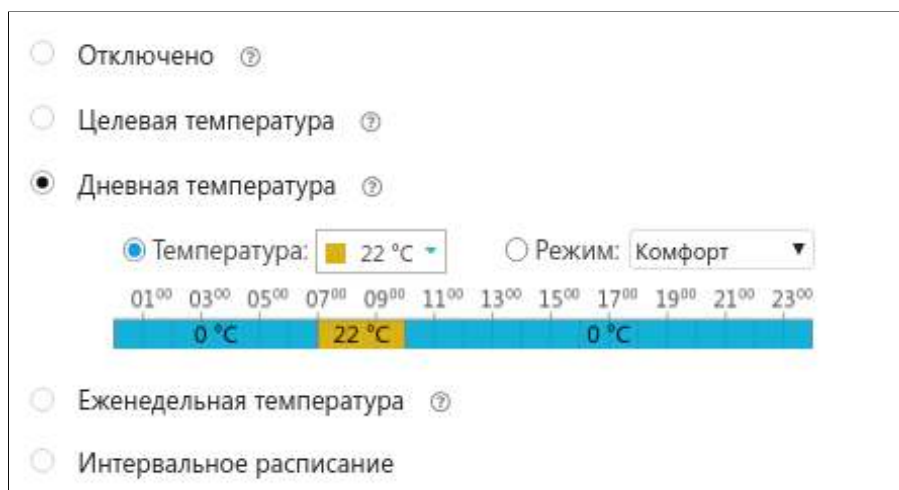 Отключено ?
Целевая температура ?
Дневная температура ?
Температура: 22 °C Режим: Комфорт
01⁰⁰ 03⁰⁰ 05⁰⁰ 07⁰⁰ 09⁰⁰ 11⁰⁰ 13⁰⁰ 15⁰⁰ 17⁰⁰ 19⁰⁰ 21⁰⁰ 23⁰⁰
0 °C 22 °C 0 °C
Еженедельная температура ?
Интервальное расписание